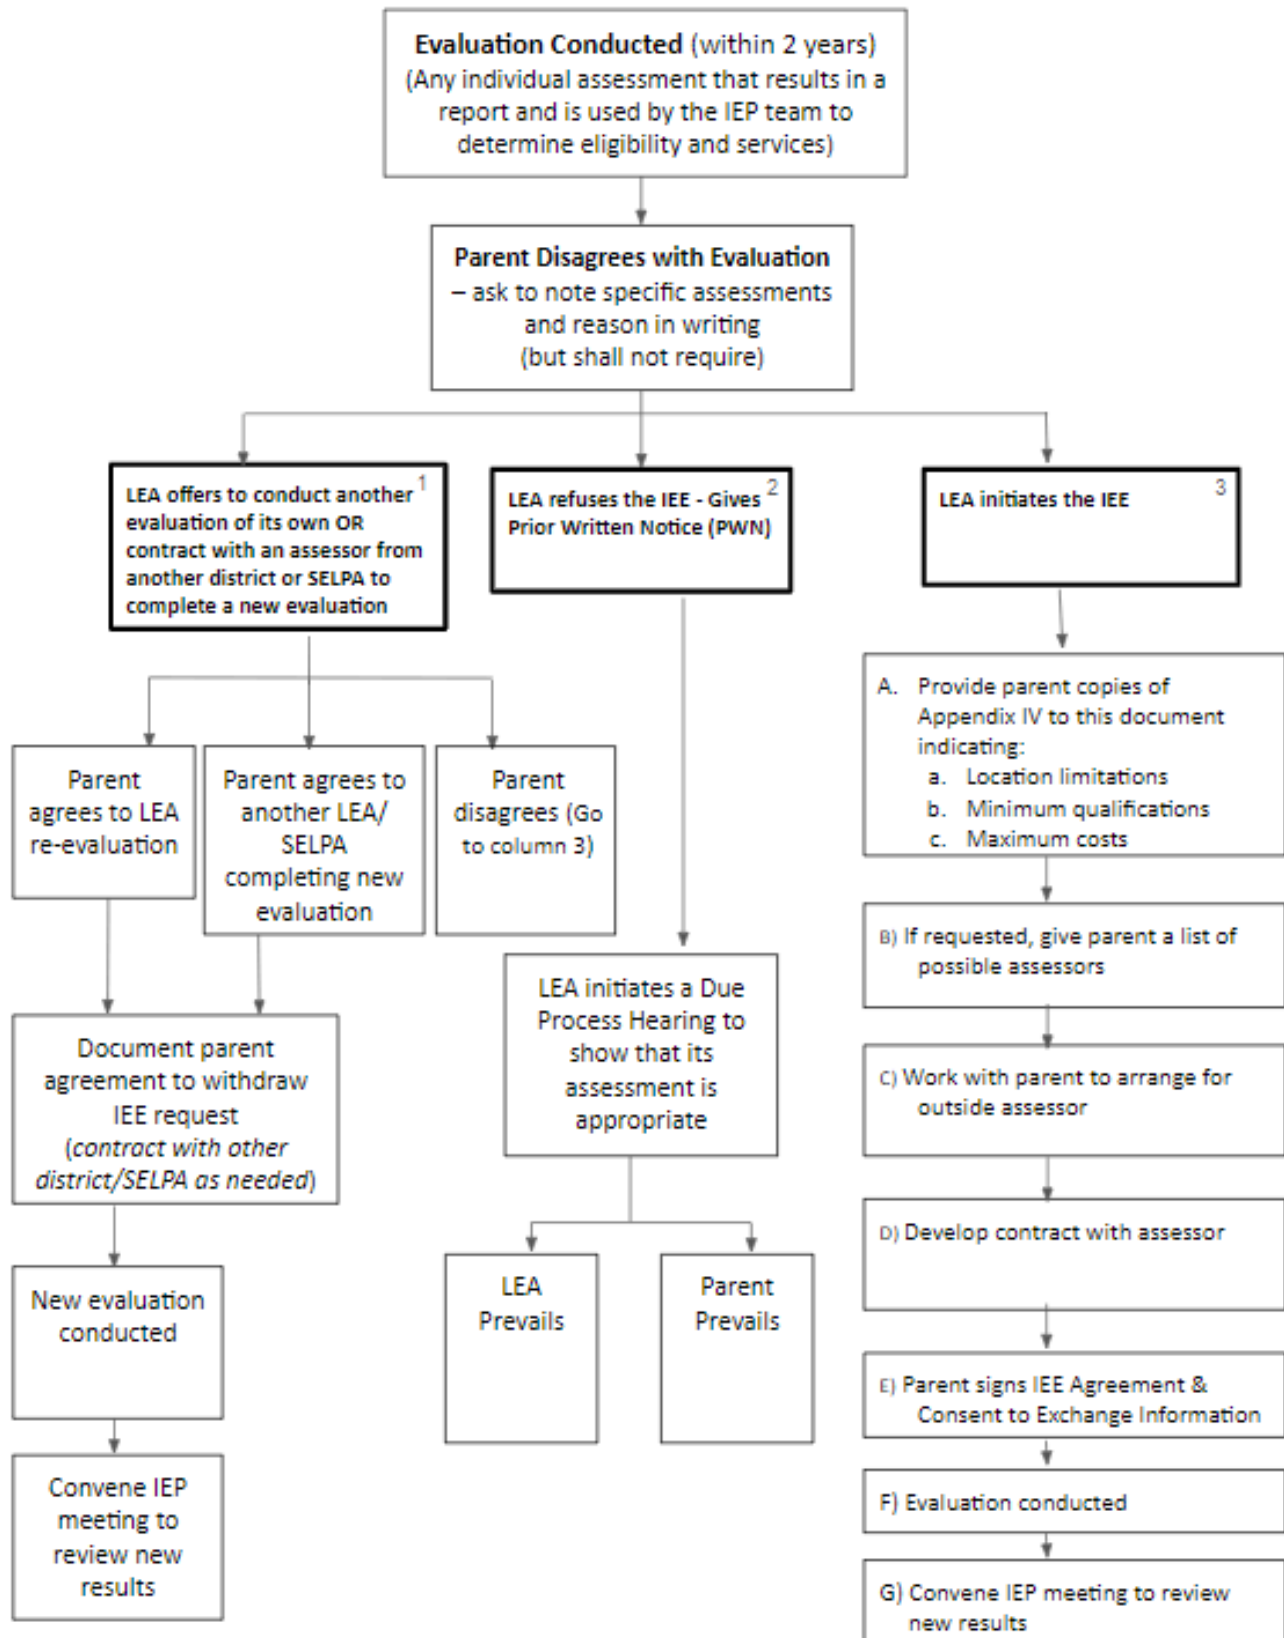 Evaluation Conducted (within 2 years)
(Any individual assessment that results in a
report and is used by the IEP team to
determine eligibility and services)
Parent Disagrees with Evaluation
– ask to note specific assessments
and reason in writing
(but shall not require)
1
LEA offers to conduct another
evaluation of its own OR
contract with an assessor from
another district or SELPA to
complete a new evaluation
2
LEA refuses the IEE - Gives
Prior Written Notice (PWN)
LEA initiates the IEE 3
Parent
agrees to LEA
re-evaluation
Parent agrees to
another LEA/
SELPA
completing new
evaluation
Parent
disagrees (Go
to column 3)
Document parent
agreement to withdraw
IEE request
(contract with other
district/SELPA as needed)
New evaluation
conducted
Convene IEP
meeting to
review new
results
LEA initiates a Due
Process Hearing to
show that its
assessment is
appropriate
LEA
Prevails
Parent
Prevails
A. Provide parent copies of
Appendix IV to this document
indicating:
a. Location limitations
b. Minimum qualifications
c. Maximum costs
B) If requested, give parent a list of
possible assessors
C) Work with parent to arrange for
outside assessor
D) Develop contract with assessor
E) Parent signs IEE Agreement &
Consent to Exchange Information
F) Evaluation conducted
G) Convene IEP meeting to review
new results